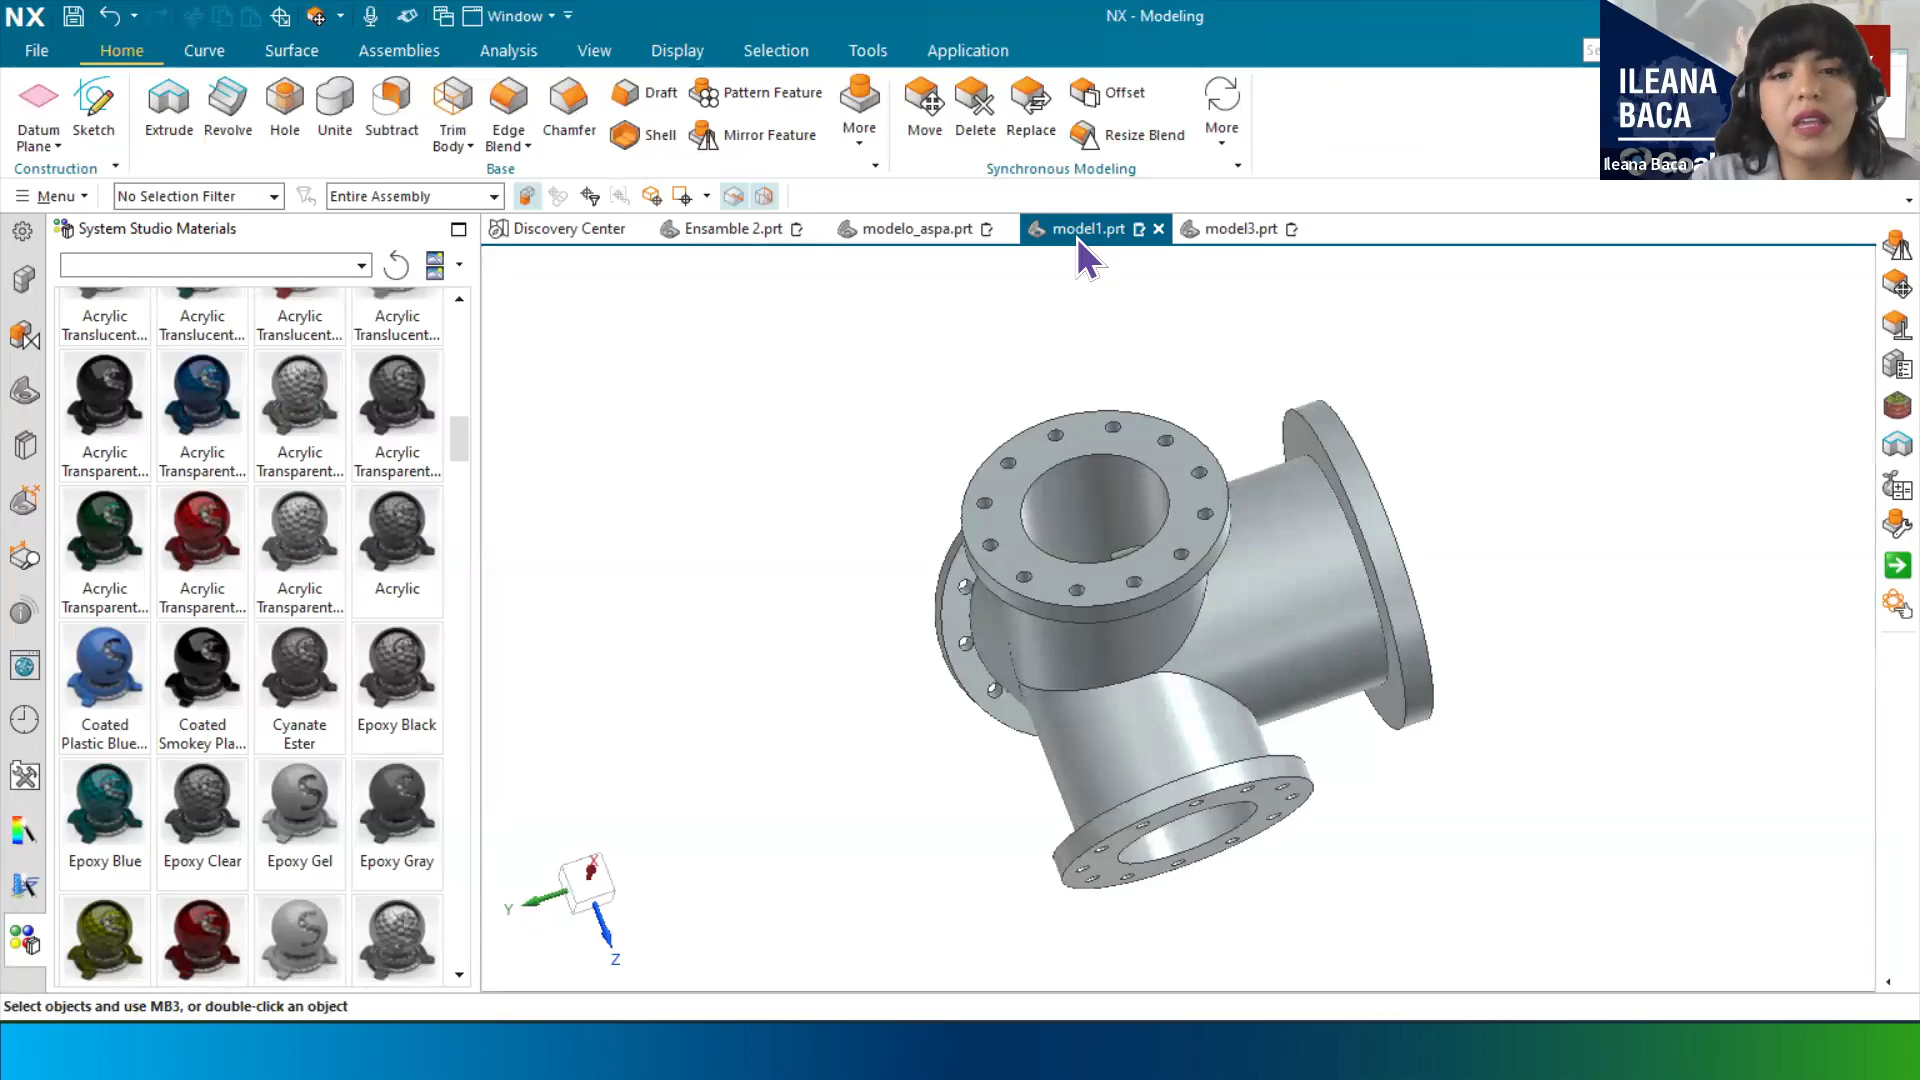 NX
Window
NX - Modeling
File
Home
Curve
Surface
Assemblies
Analysis
View
Display
Selection
Tools
Application
ILEANA
BACA
Ileana Baca
Datum
Plane
Sketch
Extrude
Revolve
Hole
Unite
Subtract
Trim
Body
Edge
Blend
Chamfer
Draft
Shell
Pattern Feature
Mirror Feature
More
Move
Delete
Replace
Offset
Resize Blend
More
Construction
Base
Synchronous Modeling
Menu
No Selection Filter
Entire Assembly
System Studio Materials
Discovery Center
Ensamble 2.prt
modelo_aspa.prt
model1.prt
model3.prt
Acrylic
Translucent...
Acrylic
Translucent...
Acrylic
Translucent...
Acrylic
Translucent...
Acrylic
Transparent...
Acrylic
Transparent...
Acrylic
Transparent...
Acrylic
Transparent...
Acrylic
Transparent...
Acrylic
Transparent...
Acrylic
Transparent...
Acrylic
Coated
Plastic Blue...
Coated
Smokey Pla...
Cyanate
Ester
Epoxy Black
Epoxy Blue
Epoxy Clear
Epoxy Gel
Epoxy Gray
X
Y
Z
Select objects and use MB3, or double-click an object